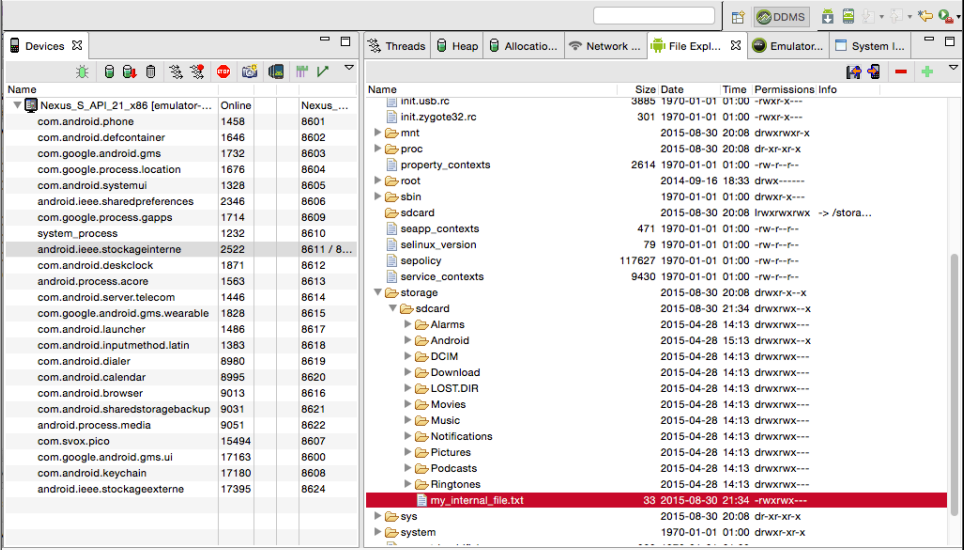 DDMS
Devices
Threads Heap Allocation... Network ... File Expl... Emulator... System I...
Name
Nexus_S_API_21_x86 [emulator-... Online Nexus_...
com.android.phone 1458 8601
com.android.defcontainer 1646 8602
com.google.android.gms 1732 8603
com.google.process.location 1676 8604
com.android.systemui 1328 8605
android.ieee.sharedpreferences 2346 8606
com.google.process.gapps 1714 8609
system_process 1232 8610
android.ieee.stockageinterne 2522 8611 / 8...
com.android.deskclock 1871 8612
android.process.acore 1563 8613
com.android.server.telecom 1446 8614
com.google.android.gms.wearable 1828 8615
com.android.launcher 1486 8617
com.android.inputmethod.latin 1383 8618
com.android.dialer 8980 8619
com.android.calendar 8995 8620
com.android.browser 9013 8616
com.android.sharedstoragebackup 9031 8621
android.process.media 9051 8622
com.svox.pico 15494 8607
com.google.android.gms.ui 17163 8600
com.android.keychain 17180 8608
android.ieee.stockageexterne 17395 8624
Name Size Date Time Permissions Info
init.usb.rc 3885 1970-01-01 01:00 -rwxr-x---
init.zygote32.rc 301 1970-01-01 01:00 -rwxr-x---
mnt 2015-08-30 20:08 drwxrwxr-x
proc 2015-08-30 20:08 dr-xr-xr-x
property_contexts 2614 1970-01-01 01:00 -rw-r--r--
root 2014-09-16 18:33 drwx------
sbin 1970-01-01 01:00 drwxr-x---
sdcard 2015-08-30 20:08 lrwxrwxrwx -> /stora...
seapp_contexts 471 1970-01-01 01:00 -rw-r--r--
selinux_version 79 1970-01-01 01:00 -rw-r--r--
sepolicy 117627 1970-01-01 01:00 -rw-r--r--
service_contexts 9430 1970-01-01 01:00 -rw-r--r--
storage 2015-08-30 20:08 drwxr-x--x
sdcard 2015-08-30 21:34 drwxrwx--x
Alarms 2015-04-28 14:13 drwxrwx---
Android 2015-04-28 15:13 drwxrwx--x
DCIM 2015-04-28 14:13 drwxrwx---
Download 2015-04-28 14:13 drwxrwx---
LOST.DIR 2015-04-28 14:13 drwxrwx---
Movies 2015-04-28 14:13 drwxrwx---
Music 2015-04-28 14:13 drwxrwx---
Notifications 2015-04-28 14:13 drwxrwx---
Pictures 2015-04-28 14:13 drwxrwx---
Podcasts 2015-04-28 14:13 drwxrwx---
Ringtones 2015-04-28 14:13 drwxrwx---
my_internal_file.txt 33 2015-08-30 21:34 -rwxrwx---
sys 2015-08-30 20:08 dr-xr-xr-x
system 2015-08-30 20:08 drwxr-xr-x